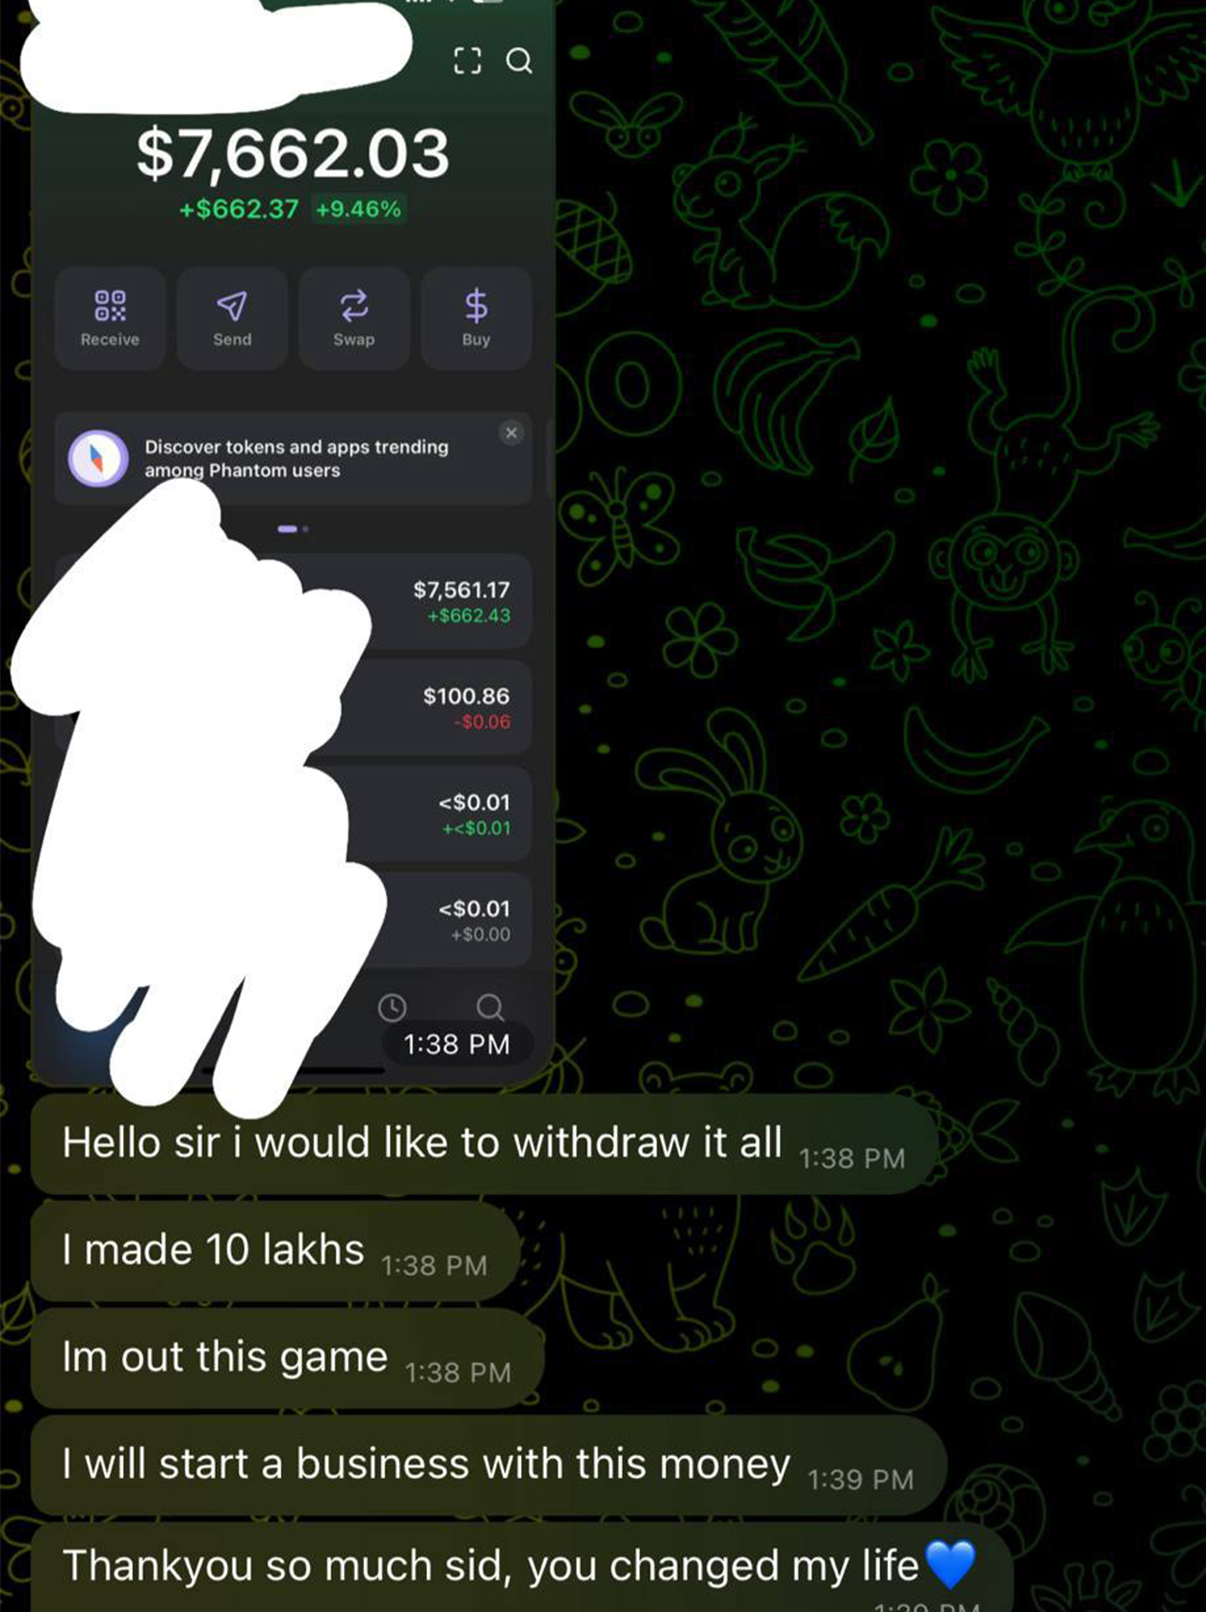 $7,662.03
+$662.37 +9.46%
Receive Send Swap Buy
Discover tokens and apps trending
among Phantom users
$7,561.17
+$662.43
$100.86
-$0.06
<$0.01
+<$0.01
<$0.01
+$0.00
1:38 PM
Hello sir i would like to withdraw it all 1:38 PM
I made 10 lakhs 1:38 PM
Im out this game 1:38 PM
I will start a business with this money 1:39 PM
Thankyou so much sid, you changed my life💙
1:39 PM